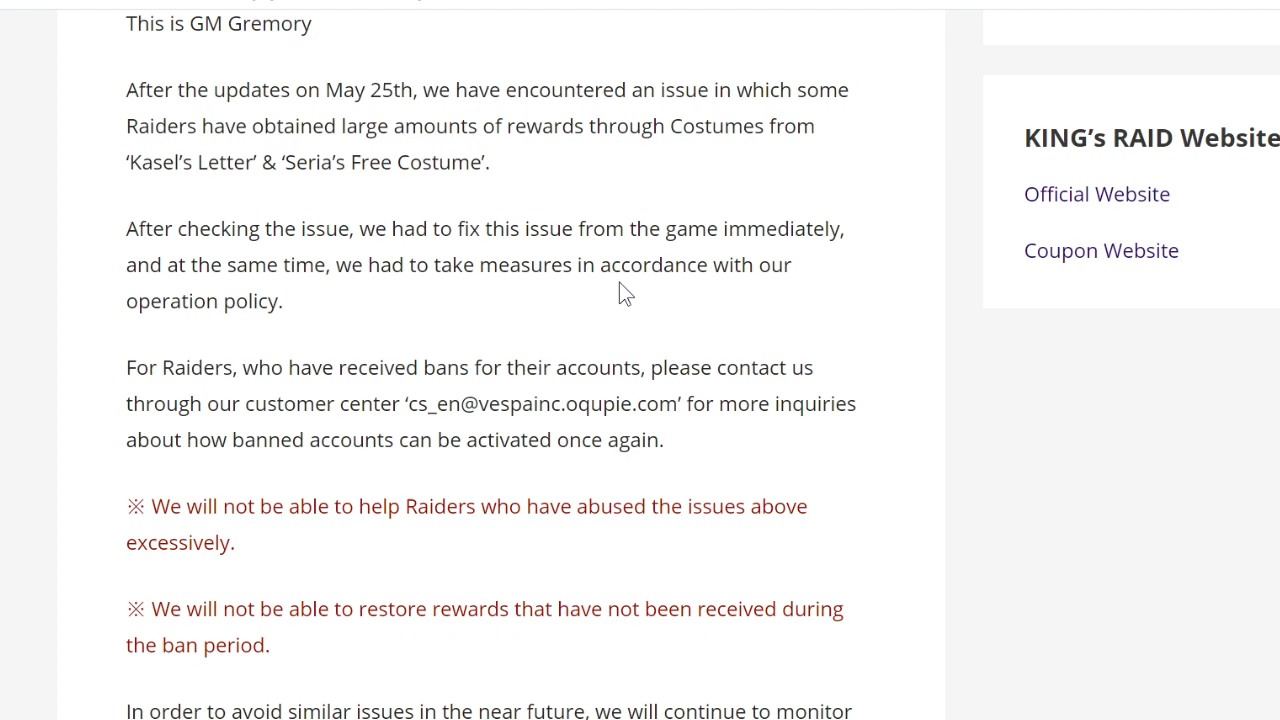 This is GM Gremory
After the updates on May 25th, we have encountered an issue in which some
Raiders have obtained large amounts of rewards through Costumes from
‘Kasel’s Letter’ & ‘Seria’s Free Costume’.
After checking the issue, we had to fix this issue from the game immediately,
and at the same time, we had to take measures in accordance with our
operation policy.
For Raiders, who have received bans for their accounts, please contact us
through our customer center ‘cs_en@vespainc.oqupie.com’ for more inquiries
about how banned accounts can be activated once again.
※ We will not be able to help Raiders who have abused the issues above
excessively.
※ We will not be able to restore rewards that have not been received during
the ban period.
In order to avoid similar issues in the near future, we will continue to monitor
KING’s RAID Website
Official Website
Coupon Website